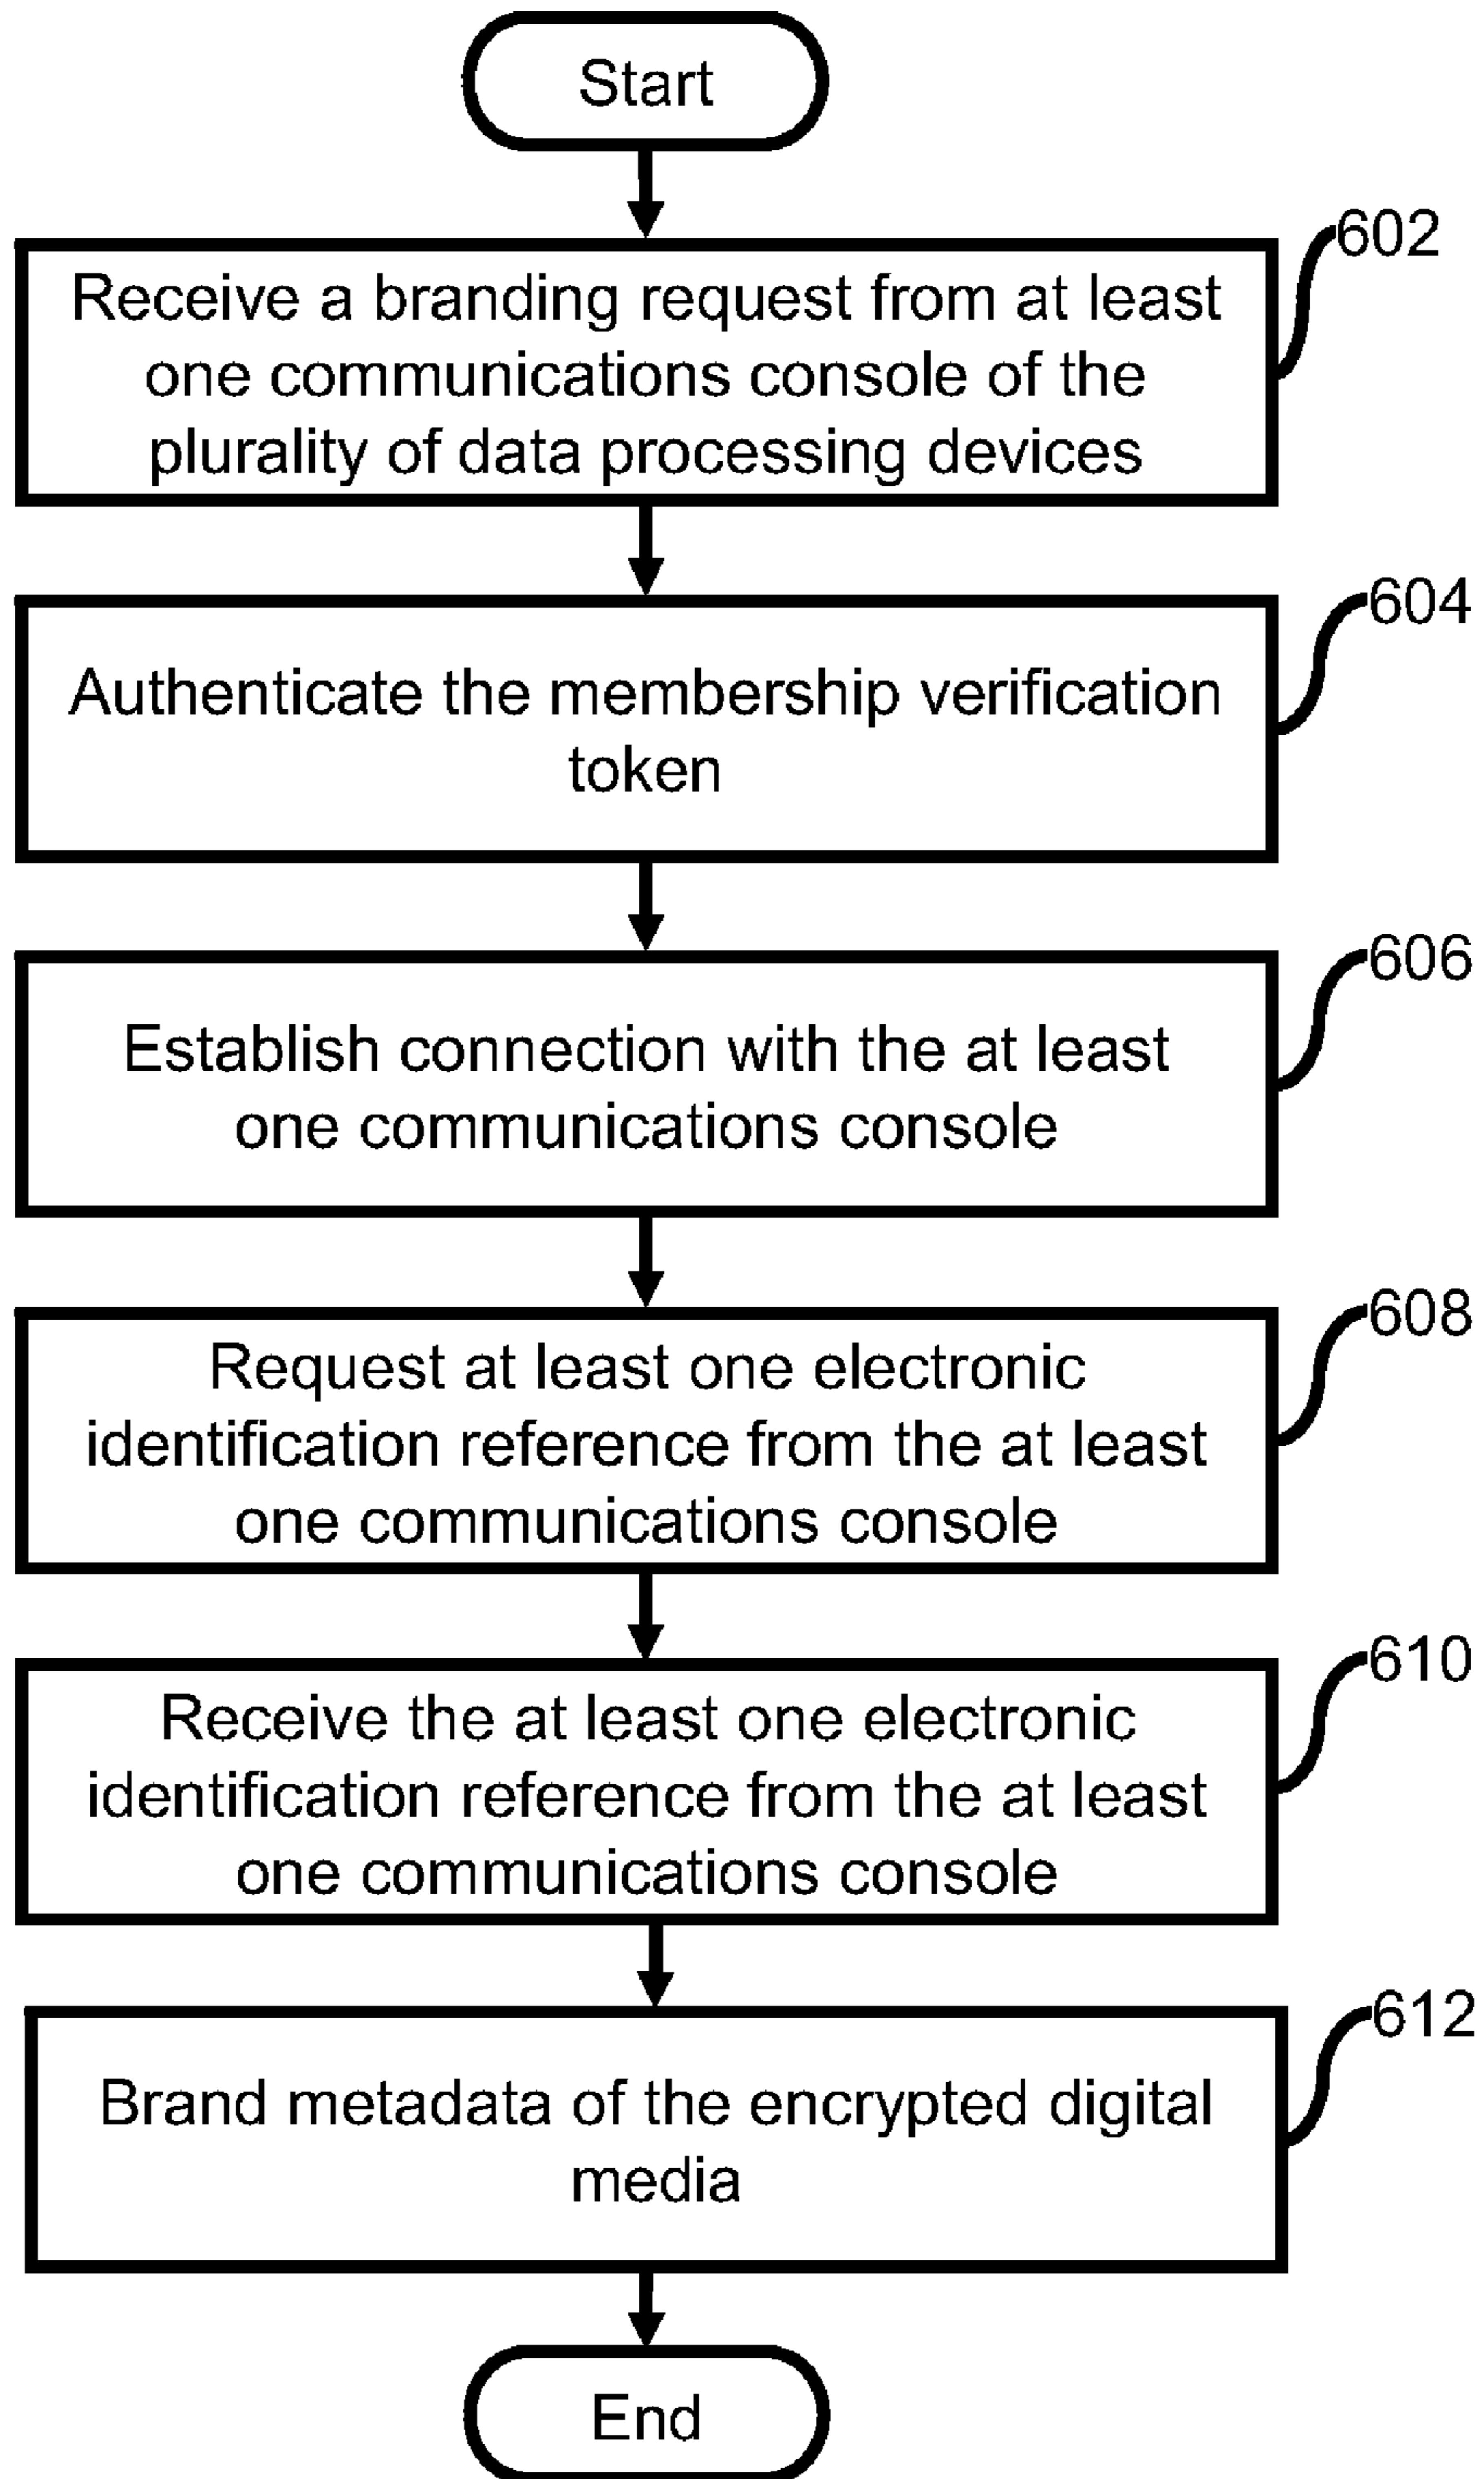 Start
602
Receive a branding request from at least
one communications console of the
plurality of data processing devices
604
Authenticate the membership verification
token
606
Establish connection with the at least
one communications console
608
Request at least one electronic
identification reference from the at least
one communications console
610
Receive the at least one electronic
identification reference from the at least
one communications console
612
Brand metadata of the encrypted digital
media
End